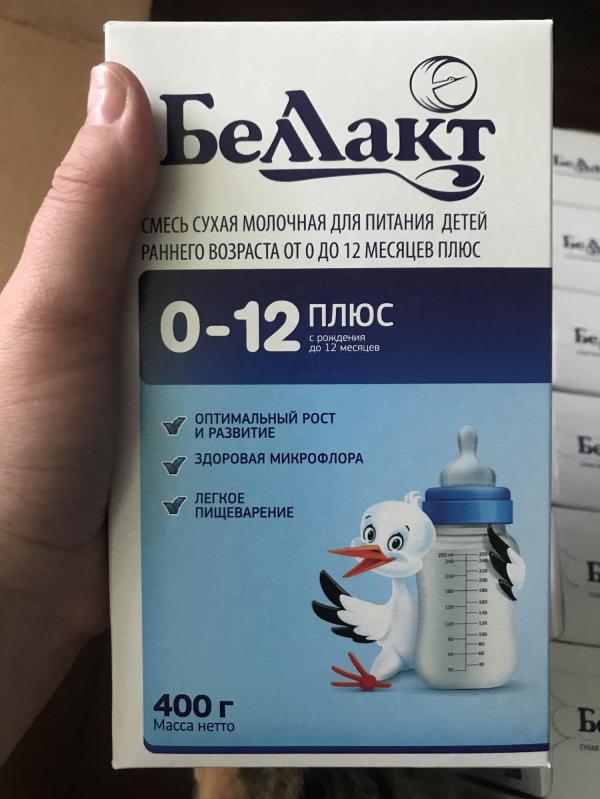 Беллакт
СМЕСЬ СУХАЯ МОЛОЧНАЯ ДЛЯ ПИТАНИЯ ДЕТЕЙ
РАННЕГО ВОЗРАСТА ОТ 0 ДО 12 МЕСЯЦЕВ ПЛЮС
0-12 ПЛЮС
с рождения
до 12 месяцев
ОПТИМАЛЬНЫЙ РОСТ
И РАЗВИТИЕ
ЗДОРОВАЯ МИКРОФЛОРА
ЛЕГКОЕ
ПИЩЕВАРЕНИЕ
400 г
Масса нетто